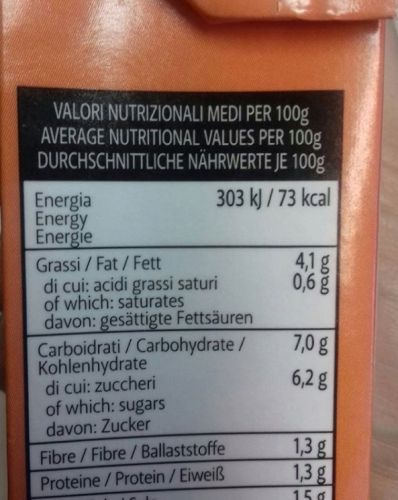 VALORI NUTRIZIONALI MEDI PER 100g
AVERAGE NUTRITIONAL VALUES PER 100g
DURCHSCHNITTLICHE NÄHRWERTE JE 100g
Energia 303 kJ / 73 kcal
Energy
Energie
Grassi / Fat / Fett 4,1 g
di cui: acidi grassi saturi 0,6 g
of which: saturates
davon: gesättigte Fettsäuren
Carboidrati / Carbohydrate / 7,0 g
Kohlenhydrate
di cui: zuccheri 6,2 g
of which: sugars
davon: Zucker
Fibre / Fibre / Ballaststoffe 1,3 g
Proteine / Protein / Eiweiß 1,3 g
1,5 g